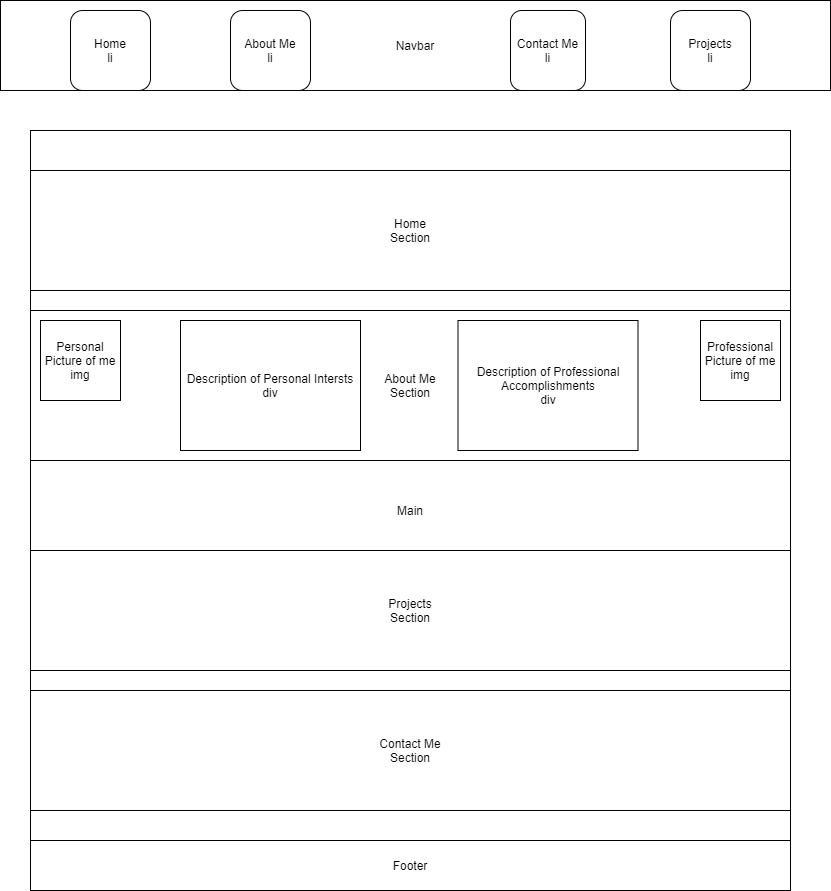 Home
li
About Me
li
Navbar
Contact Me
li
Projects
li
Home
Section
Personal
Picture of me
img
Description of Personal Intersts
div
About Me
Section
Description of Professional
Accomplishments
div
Professional
Picture of me
img
Main
Projects
Section
Contact Me
Section
Footer